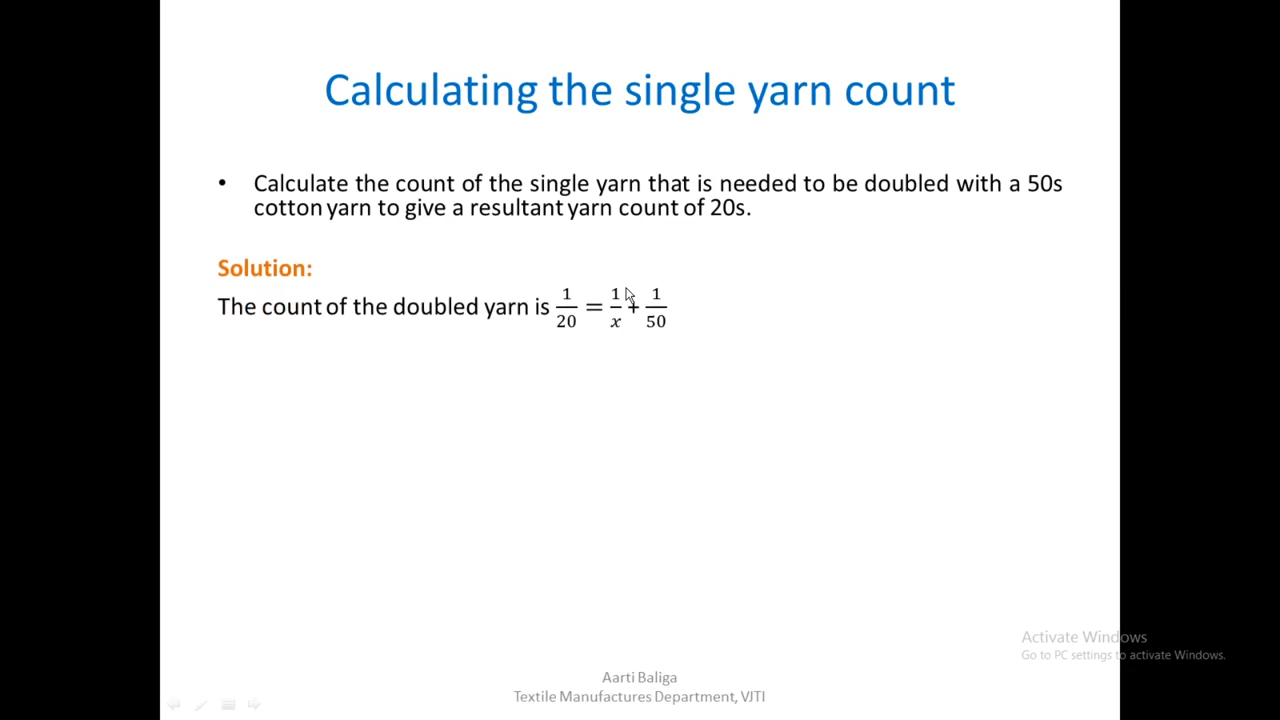 Calculating the single yarn count
• Calculate the count of the single yarn that is needed to be doubled with a 50s
cotton yarn to give a resultant yarn count of 20s.
Solution:
The count of the doubled yarn is 1/20 = 1/x + 1/50
Activate Windows
Go to PC settings to activate Windows.
Aarti Baliga
Textile Manufactures Department, VJTI